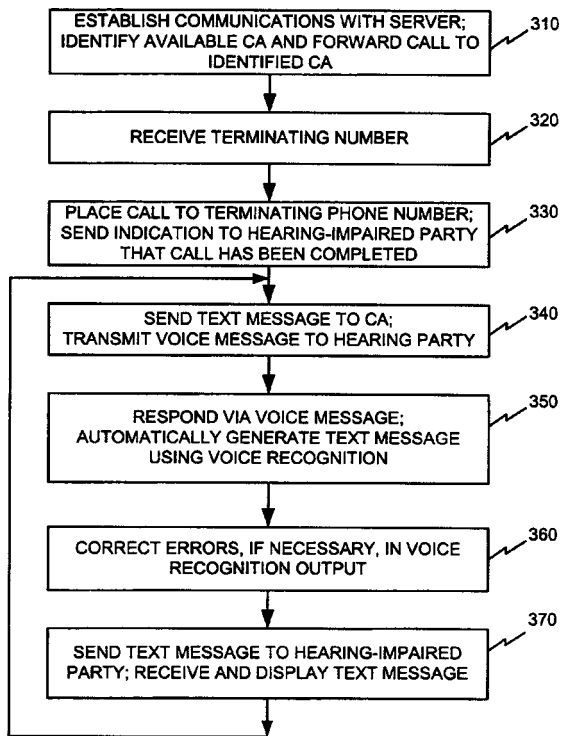 ESTABLISH COMMUNICATIONS WITH SERVER;
IDENTIFY AVAILABLE CA AND FORWARD CALL TO
IDENTIFIED CA
310
RECEIVE TERMINATING NUMBER
320
PLACE CALL TO TERMINATING PHONE NUMBER;
SEND INDICATION TO HEARING-IMPAIRED PARTY
THAT CALL HAS BEEN COMPLETED
330
SEND TEXT MESSAGE TO CA;
TRANSMIT VOICE MESSAGE TO HEARING PARTY
340
RESPOND VIA VOICE MESSAGE;
AUTOMATICALLY GENERATE TEXT MESSAGE
USING VOICE RECOGNITION
350
CORRECT ERRORS, IF NECESSARY, IN VOICE
RECOGNITION OUTPUT
360
SEND TEXT MESSAGE TO HEARING-IMPAIRED
PARTY; RECEIVE AND DISPLAY TEXT MESSAGE
370